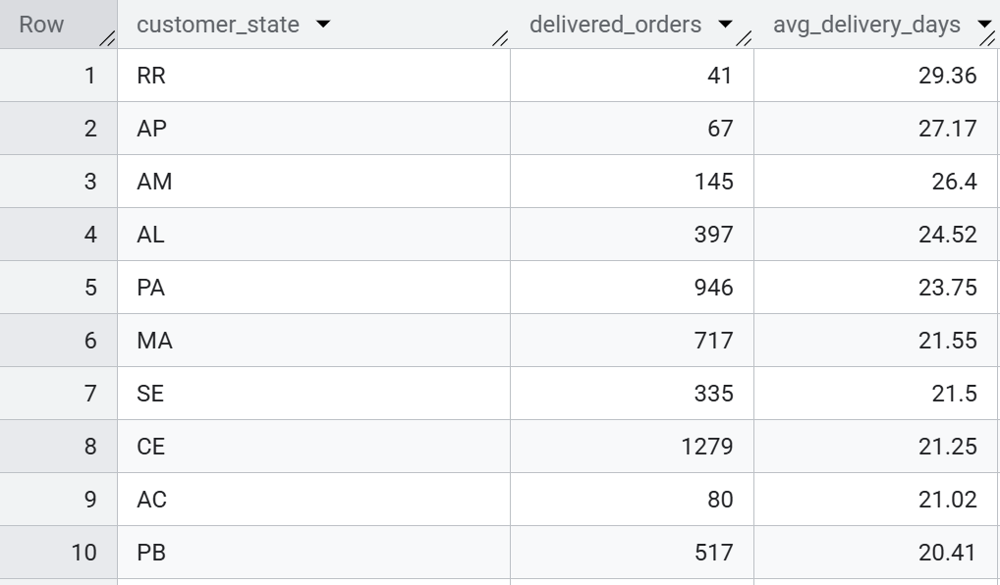 Row customer_state delivered_orders avg_delivery_days
1 RR 41 29.36
2 AP 67 27.17
3 AM 145 26.4
4 AL 397 24.52
5 PA 946 23.75
6 MA 717 21.55
7 SE 335 21.5
8 CE 1279 21.25
9 AC 80 21.02
10 PB 517 20.41